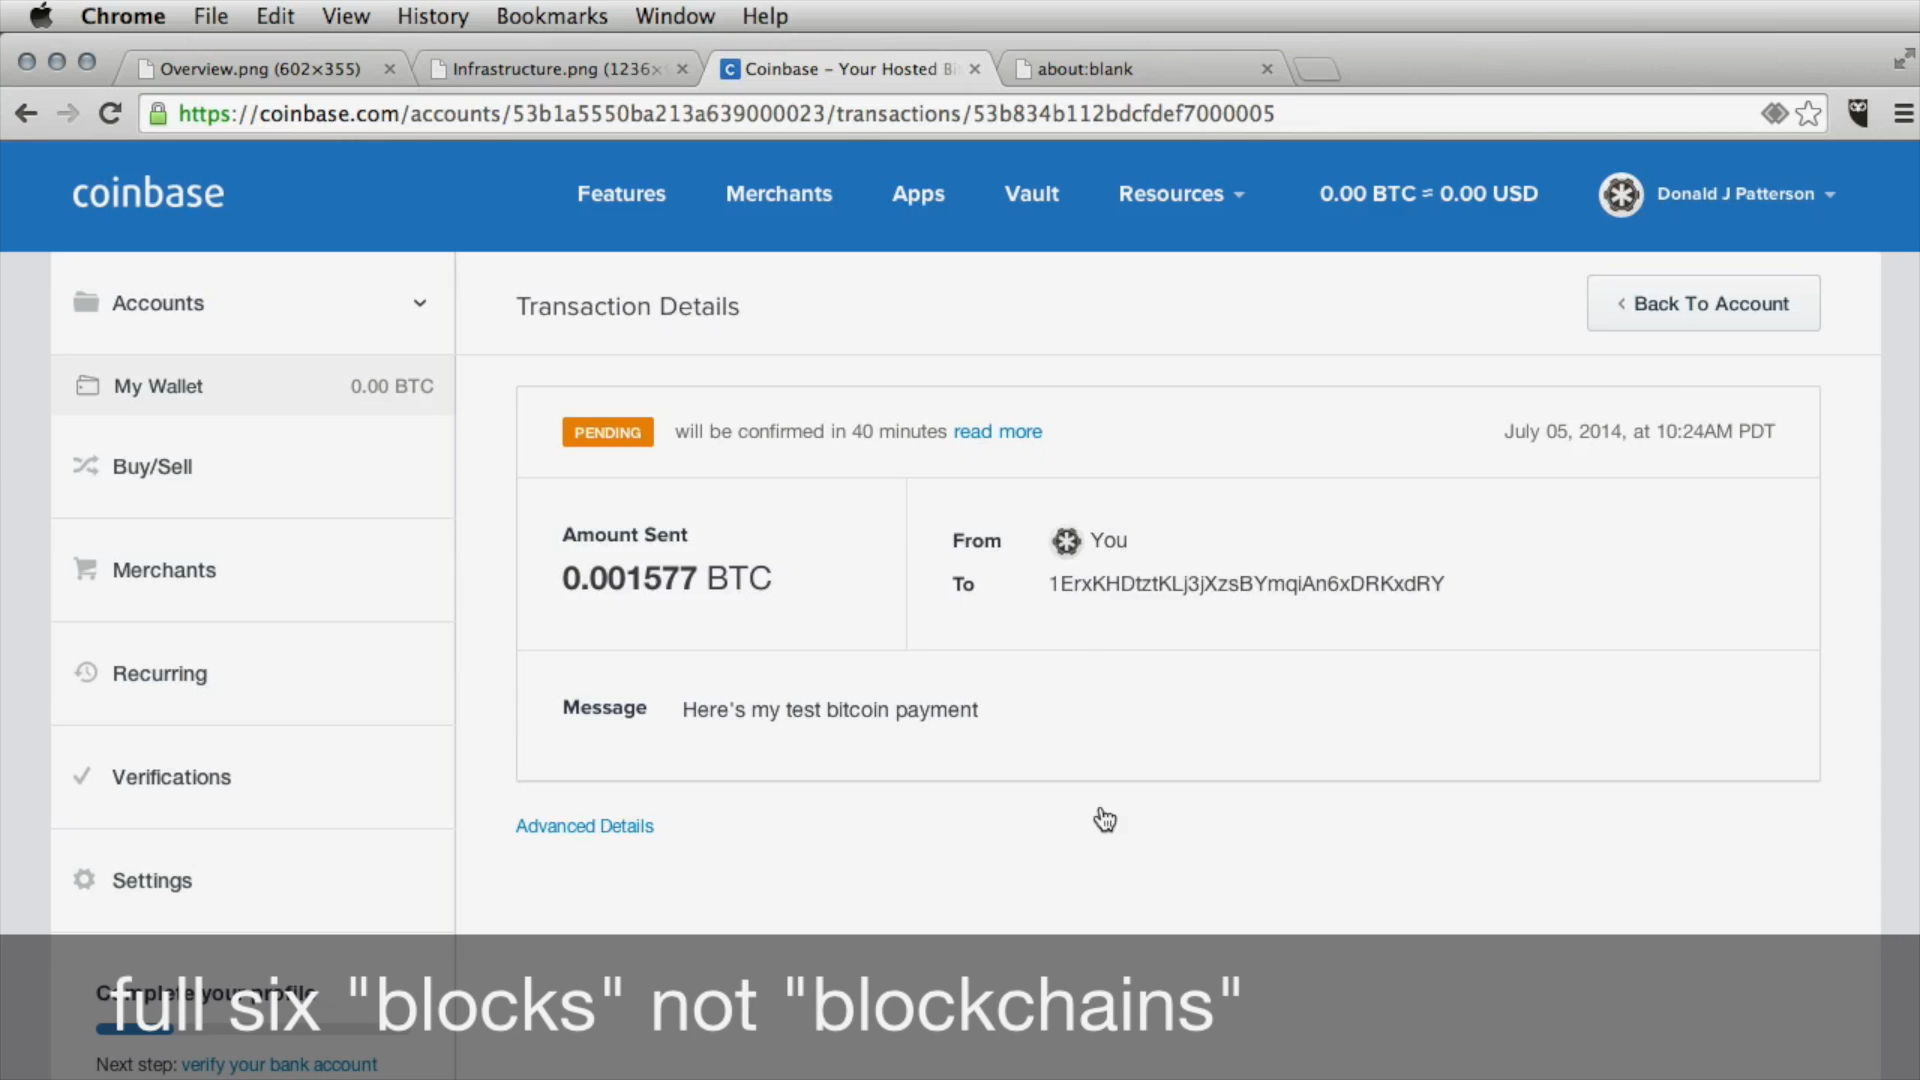 Chrome File Edit View History Bookmarks Window Help
Overview.png (602×355) Infrastructure.png (1236× Coinbase – Your Hosted Bi about:blank
https://coinbase.com/accounts/53b1a5550ba213a639000023/transactions/53b834b112bdcfdef7000005
coinbase Features Merchants Apps Vault Resources 0.00 BTC = 0.00 USD Donald J Patterson
Accounts
Transaction Details
< Back To Account
My Wallet 0.00 BTC
PENDING will be confirmed in 40 minutes read more
July 05, 2014, at 10:24AM PDT
Buy/Sell
Amount Sent
0.001577 BTC
From You
To 1ErxKHDtztKLj3jXzsBYmqiAn6xDRKxdRY
Merchants
Recurring
Message Here's my test bitcoin payment
Verifications
Advanced Details
Settings
Complete your profile
full six "blocks" not "blockchains"
Next step: verify your bank account